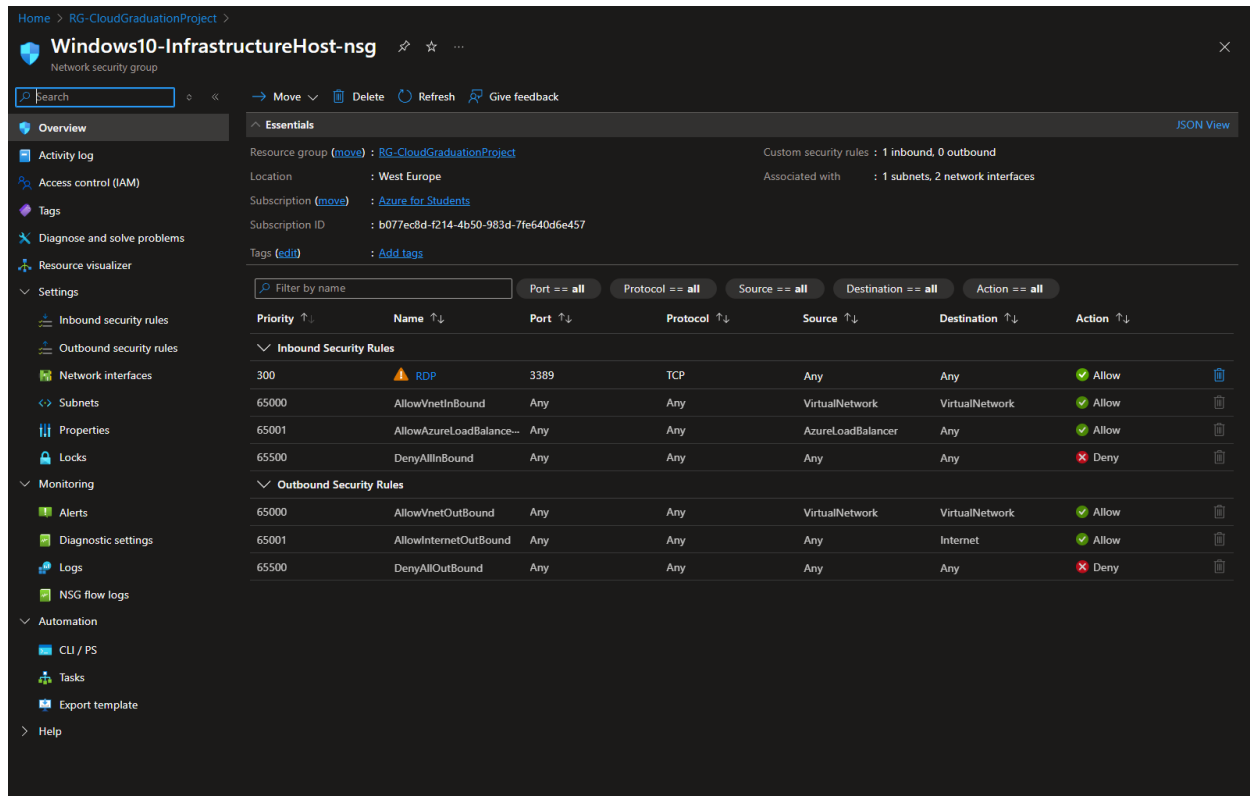 Home > RG-CloudGraduationProject >
Windows10-InfrastructureHost-nsg
Network security group
Search
Move Delete Refresh Give feedback
Overview
Activity log
Access control (IAM)
Tags
Diagnose and solve problems
Resource visualizer
Settings
Inbound security rules
Outbound security rules
Network interfaces
Subnets
Properties
Locks
Monitoring
Alerts
Diagnostic settings
Logs
NSG flow logs
Automation
CLI / PS
Tasks
Export template
Help
Essentials JSON View
Resource group (move) : RG-CloudGraduationProject Custom security rules : 1 inbound, 0 outbound
Location : West Europe Associated with : 1 subnets, 2 network interfaces
Subscription (move) : Azure for Students
Subscription ID : b077ec8d-f214-4b50-983d-7fe640d6e457
Tags (edit) : Add tags
Filter by name Port == all Protocol == all Source == all Destination == all Action == all
Priority Name Port Protocol Source Destination Action
Inbound Security Rules
300 RDP 3389 TCP Any Any Allow
65000 AllowVnetInBound Any Any VirtualNetwork VirtualNetwork Allow
65001 AllowAzureLoadBalance··· Any Any AzureLoadBalancer Any Allow
65500 DenyAllInBound Any Any Any Any Deny
Outbound Security Rules
65000 AllowVnetOutBound Any Any VirtualNetwork VirtualNetwork Allow
65001 AllowInternetOutBound Any Any Any Internet Allow
65500 DenyAllOutBound Any Any Any Any Deny